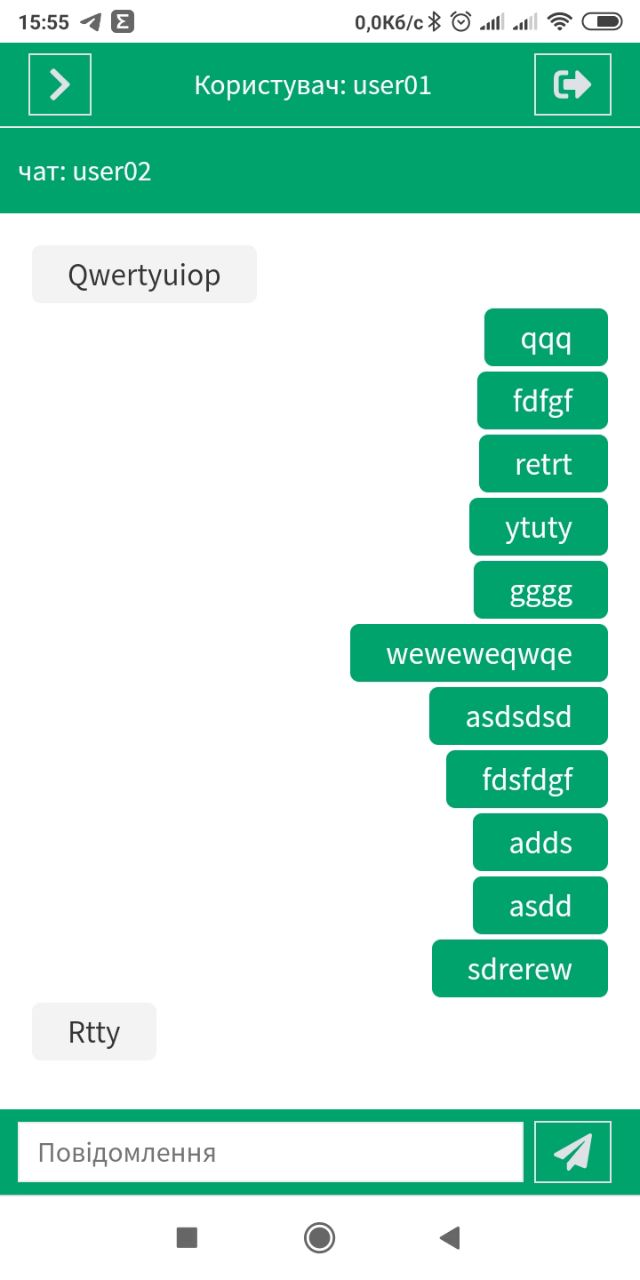 15:55 Σ 0,0Кб/с
Користувач: user01
чат: user02
Qwertyuiop
qqq
fdfgf
retrt
ytuty
gggg
weweweqwqe
asdsdsd
fdsfdgf
adds
asdd
sdrerew
Rtty
Повідомлення